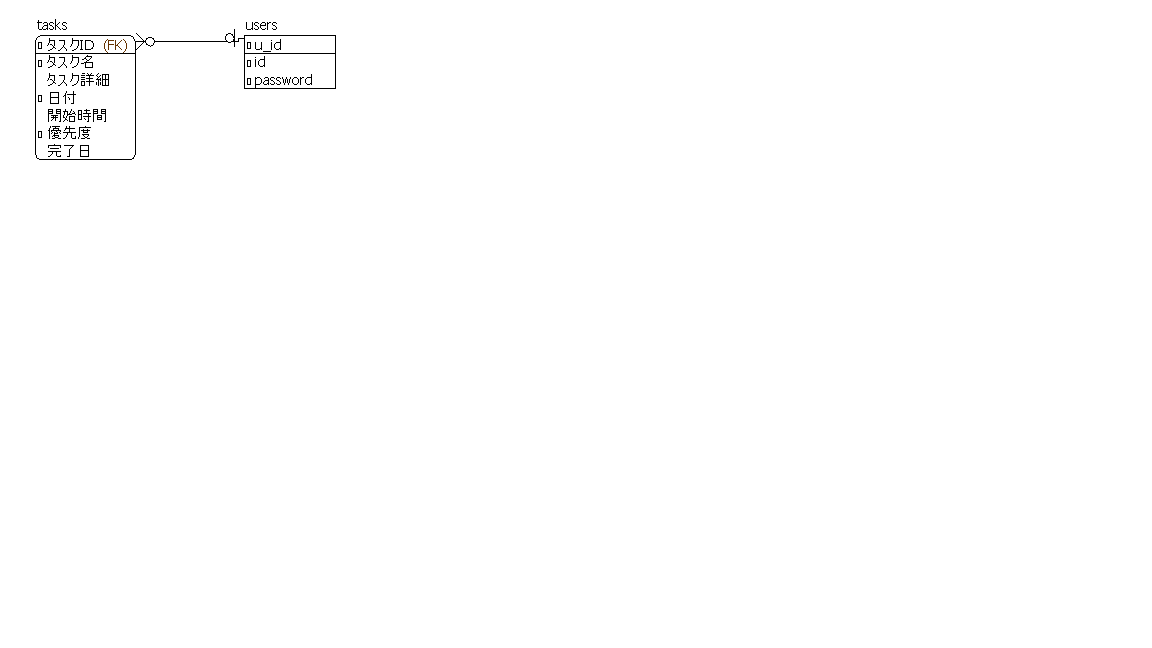 tasks
タスクID (FK)
タスク名
タスク詳細
日付
開始時間
優先度
完了日
users
u_id
id
password